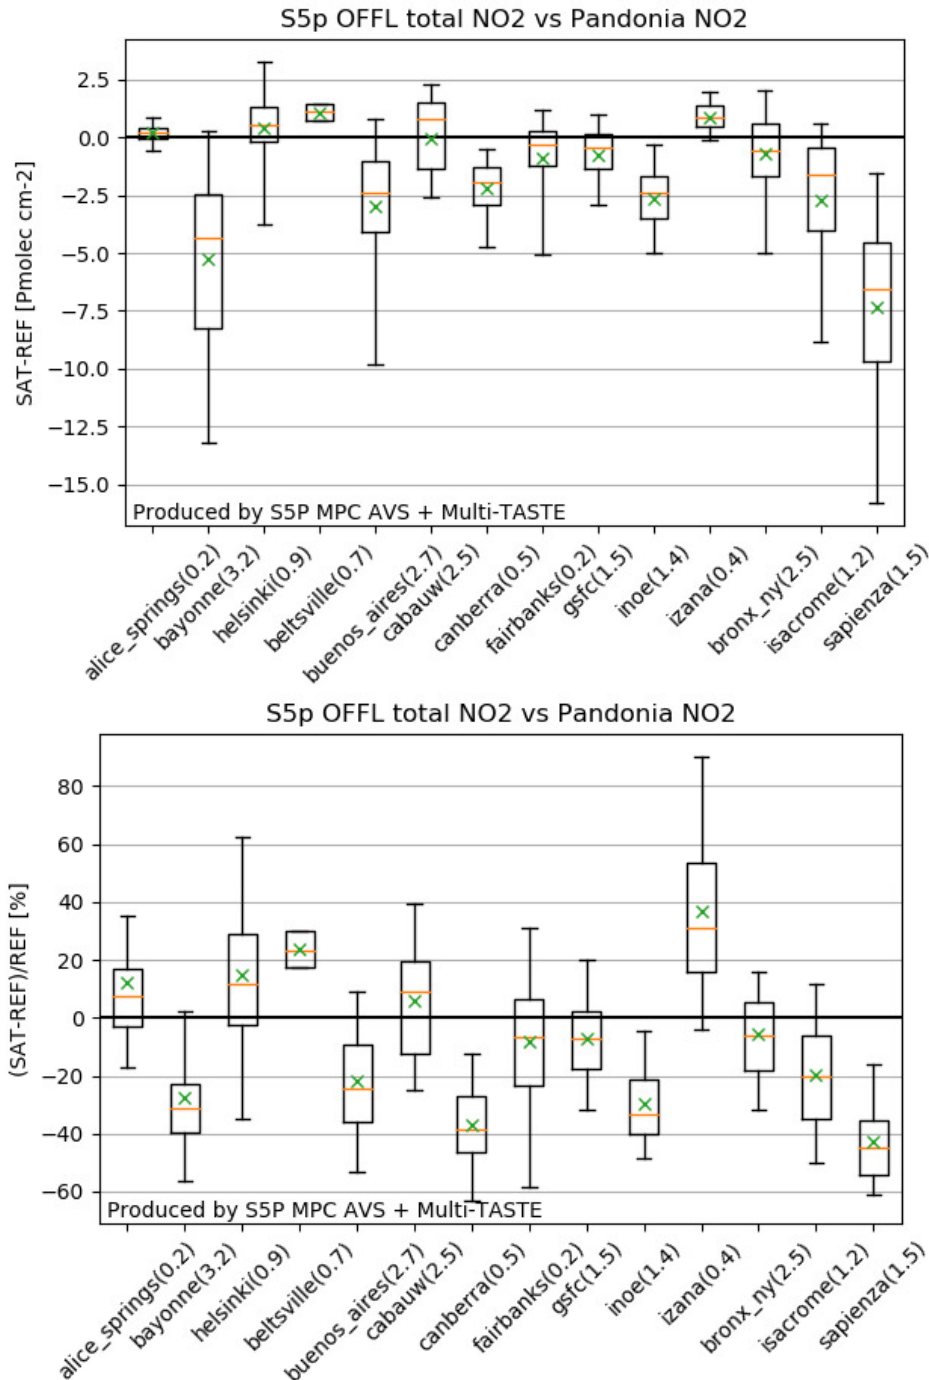 S5p OFFL total NO2 vs Pandonia NO2
SAT-REF [Pmolec cm-2]
2.5
0.0
−2.5
−5.0
−7.5
−10.0
−12.5
−15.0
Produced by S5P MPC AVS + Multi-TASTE
alice_springs(0.2)
bayonne(3.2)
helsinki(0.9)
beltsville(0.7)
buenos_aires(2.7)
cabauw(2.5)
canberra(0.5)
fairbanks(0.2)
gsfc(1.5)
inoe(1.4)
izana(0.4)
bronx_ny(2.5)
isacrome(1.2)
sapienza(1.5)
S5p OFFL total NO2 vs Pandonia NO2
(SAT-REF)/REF [%]
80
60
40
20
0
−20
−40
−60
Produced by S5P MPC AVS + Multi-TASTE
alice_springs(0.2)
bayonne(3.2)
helsinki(0.9)
beltsville(0.7)
buenos_aires(2.7)
cabauw(2.5)
canberra(0.5)
fairbanks(0.2)
gsfc(1.5)
inoe(1.4)
izana(0.4)
bronx_ny(2.5)
isacrome(1.2)
sapienza(1.5)